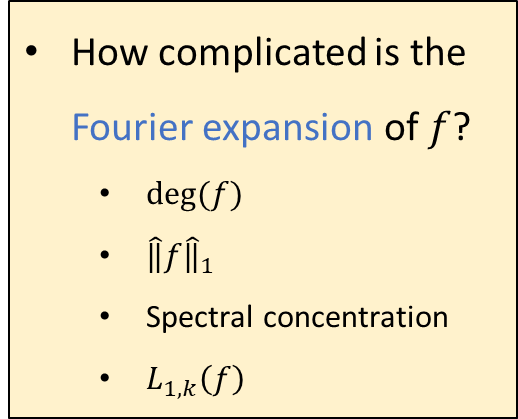 • How complicated is the
Fourier expansion of f?
• deg(f)
• ‖̂f‖̂₁
• Spectral concentration
• L₁,ₖ(f)